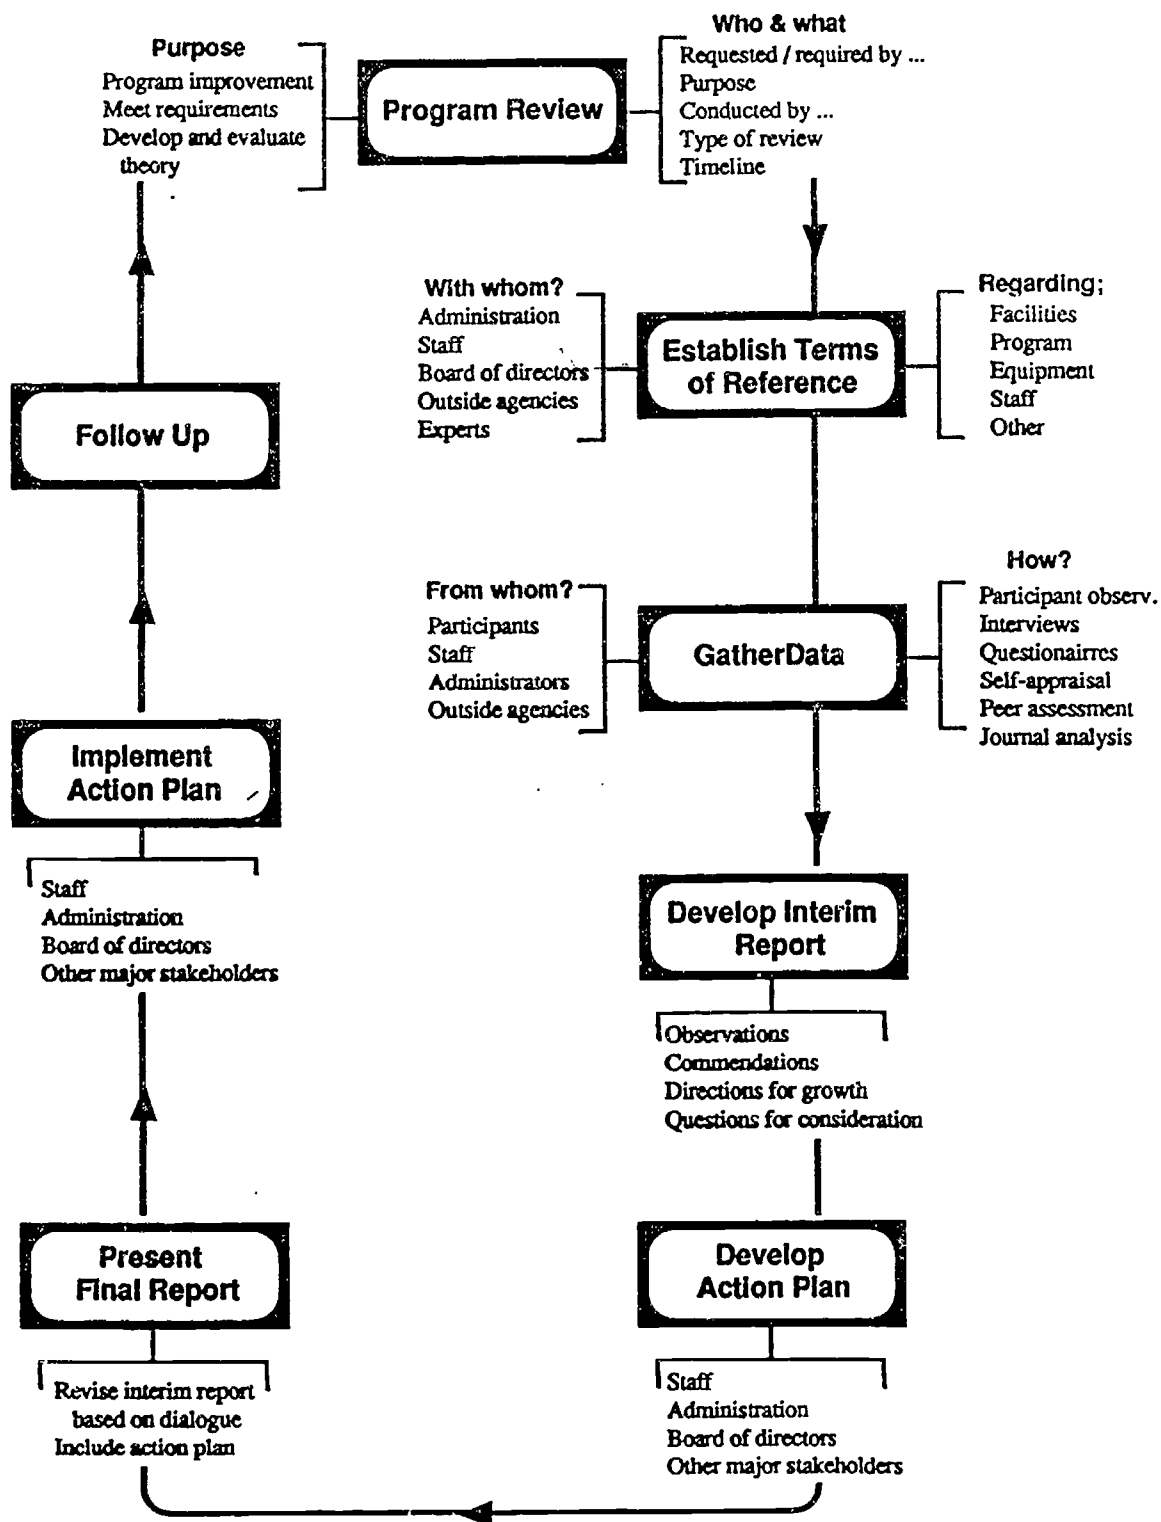 Purpose
Program improvement
Meet requirements
Develop and evaluate
theory
Program Review
Who & what
Requested / required by ...
Purpose
Conducted by ...
Type of review
Timeline
With whom?
Administration
Staff
Board of directors
Outside agencies
Experts
Establish Terms
of Reference
Regarding;
Facilities
Program
Equipment
Staff
Other
From whom?
Participants
Staff
Administrators
Outside agencies
GatherData
How?
Participant observ.
Interviews
Questionairres
Self-appraisal
Peer assessment
Journal analysis
Develop Interim
Report
Observations
Commendations
Directions for growth
Questions for consideration
Develop
Action Plan
Staff
Administration
Board of directors
Other major stakeholders
Present
Final Report
Revise interim report
based on dialogue
Include action plan
Implement
Action Plan
Staff
Administration
Board of directors
Other major stakeholders
Follow Up